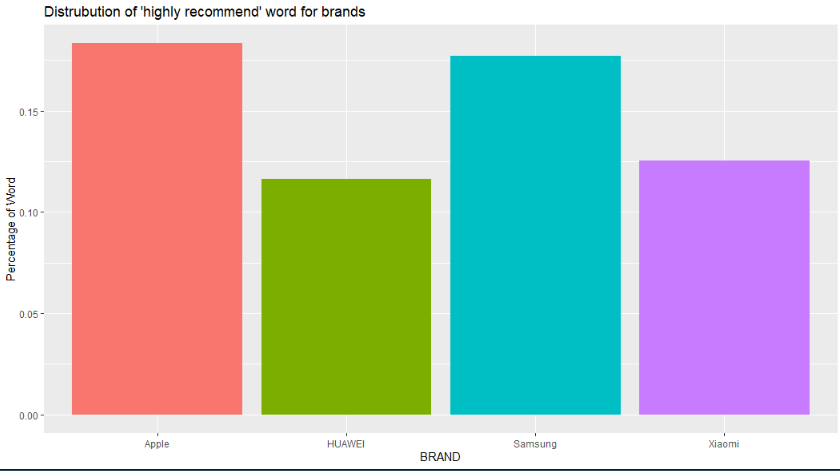 Distrubution of 'highly recommend' word for brands
Percentage of Word
0.15
0.10
0.05
0.00
Apple HUAWEI Samsung Xiaomi
BRAND